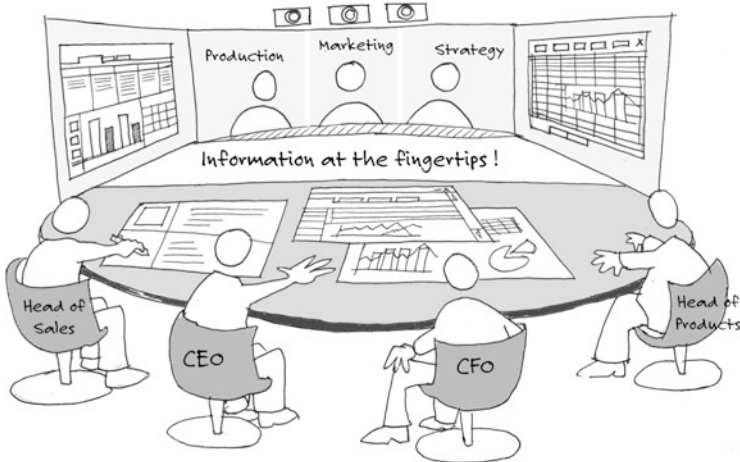 Production
Marketing
Strategy
X
Information at the fingertips !
Head of
Sales
CEO
CFO
Head of
Products